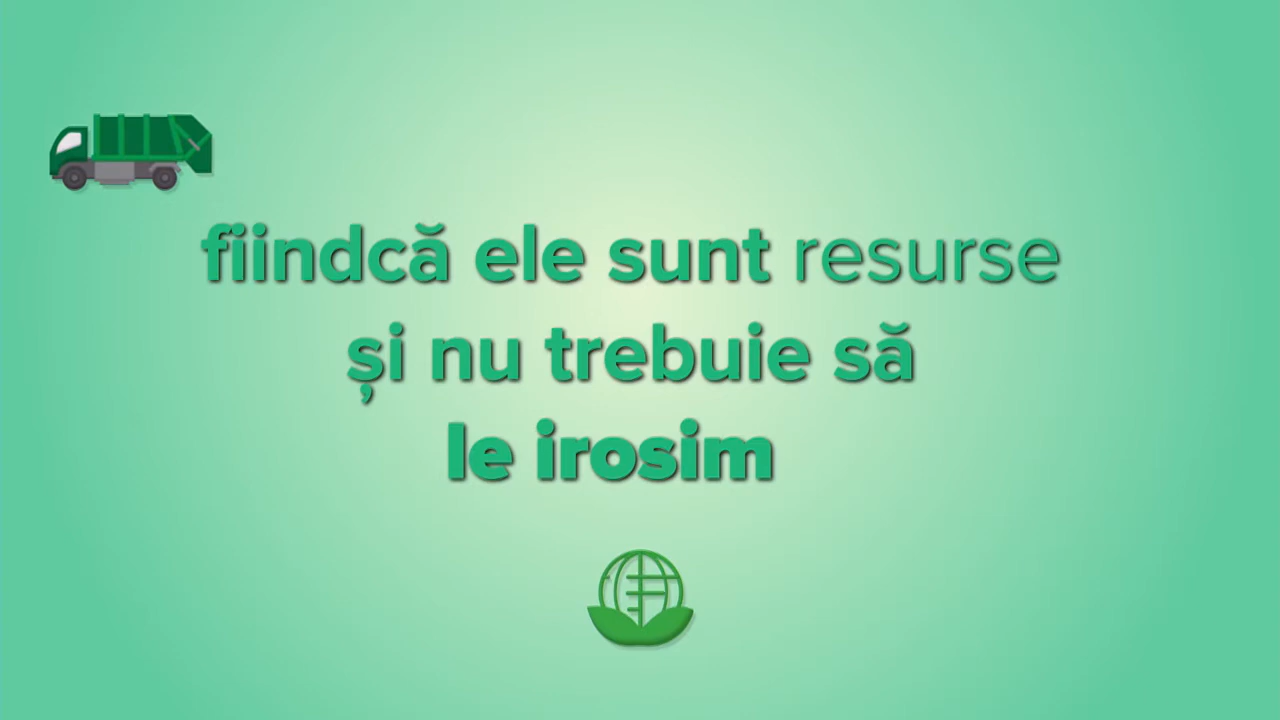 fiindcă ele sunt resurse
și nu trebuie să
le irosim